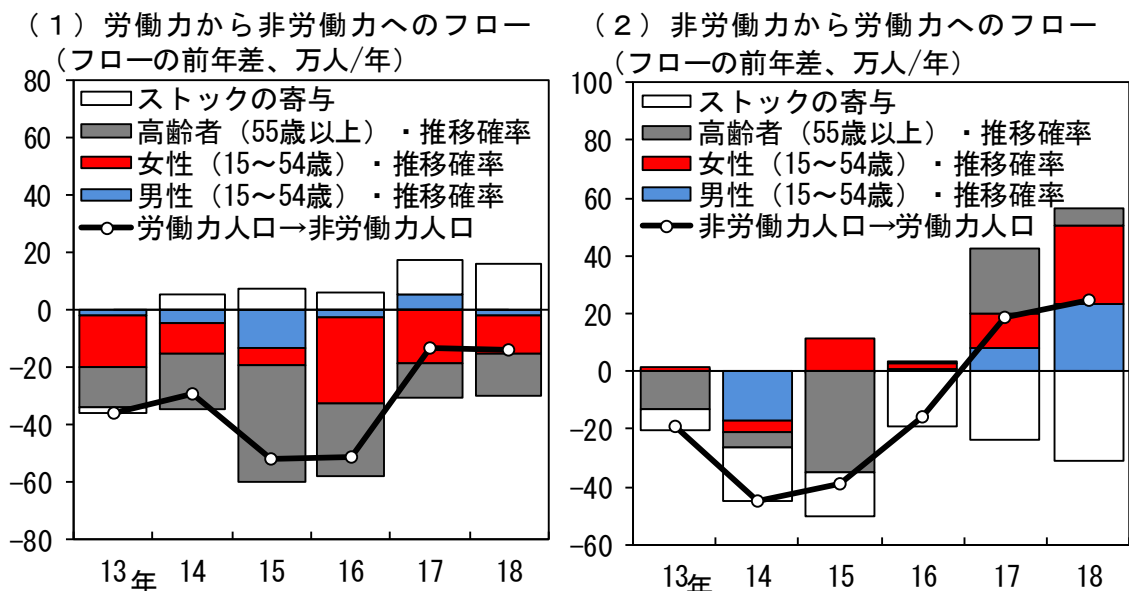 （１）労働力から非労働力へのフロー
（フローの前年差、万人/年）
80
60
40
20
0
−20
−40
−60
−80
ストックの寄与
高齢者（55歳以上）・推移確率
女性（15～54歳）・推移確率
男性（15～54歳）・推移確率
労働力人口→非労働力人口
13年 14 15 16 17 18
（２）非労働力から労働力へのフロー
（フローの前年差、万人/年）
100
80
60
40
20
0
−20
−40
−60
ストックの寄与
高齢者（55歳以上）・推移確率
女性（15～54歳）・推移確率
男性（15～54歳）・推移確率
非労働力人口→労働力人口
13年 14 15 16 17 18